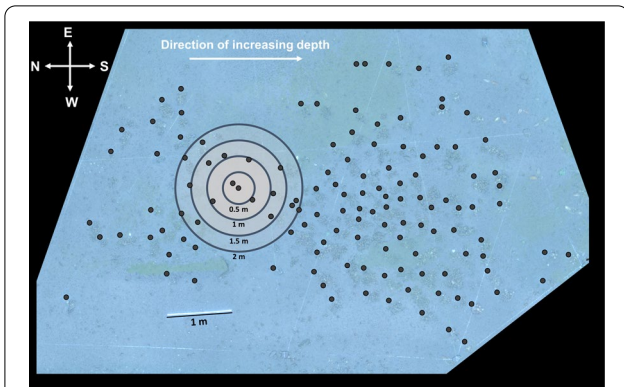 E
Direction of increasing depth
N S
W
0.5 m
1 m
1.5 m
2 m
1 m